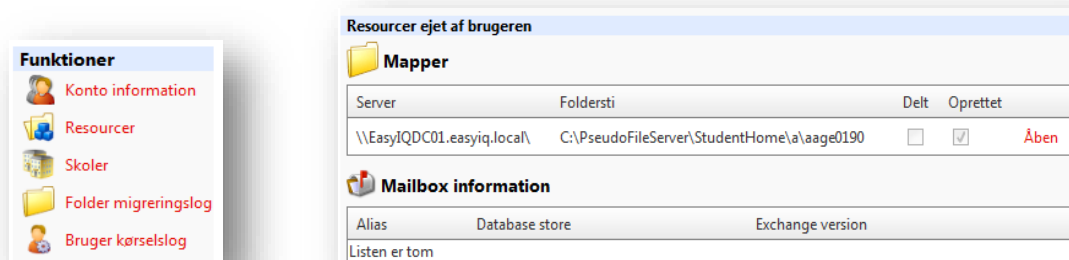 Funktioner
Konto information
Resourcer
Skoler
Folder migreringslog
Bruger kørselslog
Resourcer ejet af brugeren
Mapper
Server Foldersti Delt Oprettet
\\EasyIQDC01.easyiq.local\ C:\PseudoFileServer\StudentHome\a\aage0190 Åben
Mailbox information
Alias Database store Exchange version
Listen er tom